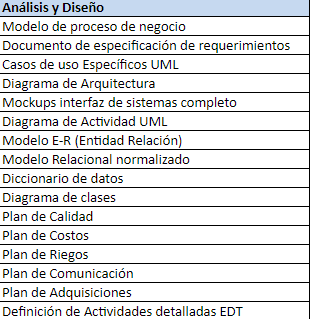 Análisis y Diseño
Modelo de proceso de negocio
Documento de especificación de requerimientos
Casos de uso Específicos UML
Diagrama de Arquitectura
Mockups interfaz de sistemas completo
Diagrama de Actividad UML
Modelo E-R (Entidad Relación)
Modelo Relacional normalizado
Diccionario de datos
Diagrama de clases
Plan de Calidad
Plan de Costos
Plan de Riegos
Plan de Comunicación
Plan de Adquisiciones
Definición de Actividades detalladas EDT